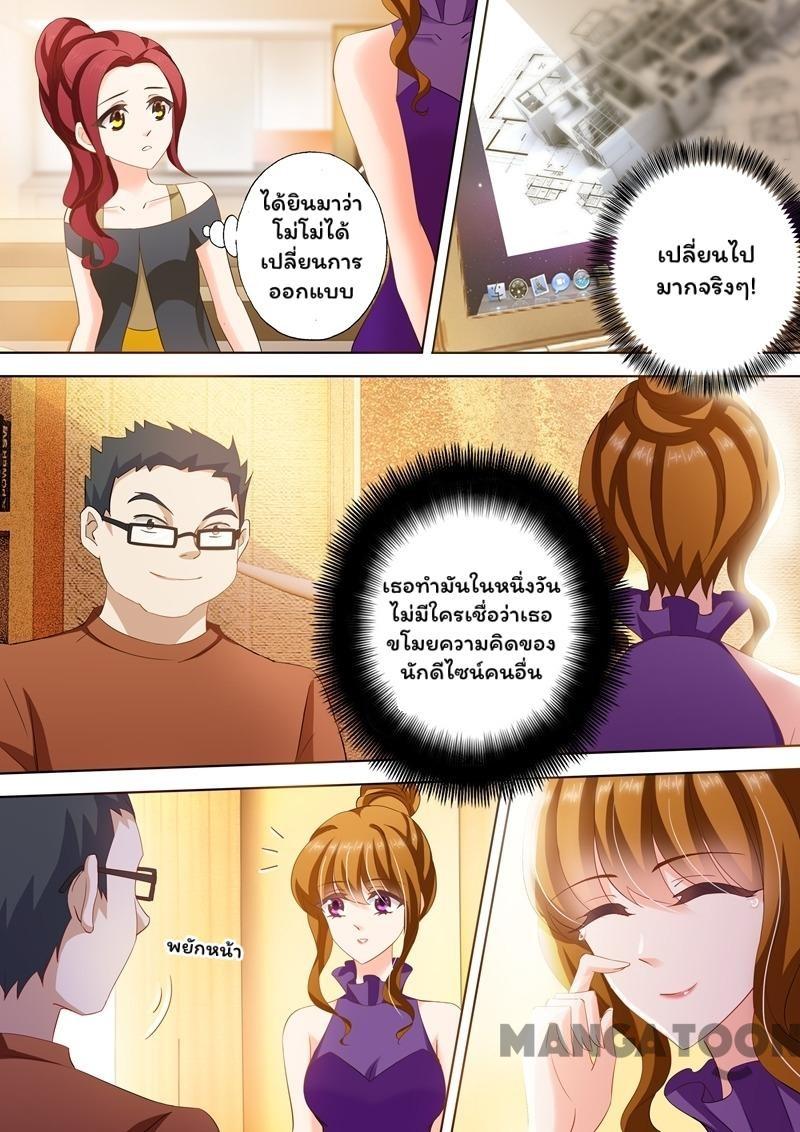 ได้ยินมาว่า
โม่โม่ได้
เปลี่ยนการ
ออกแบบ
เปลี่ยนไป
มากจริงๆ!
เธอทำมันในหนึ่งวัน
ไม่มีใครเชื่อว่าเธอ
ขโมยความคิดของ
นักดีไซน์คนอื่น
พยักหน้า
MANGATOON